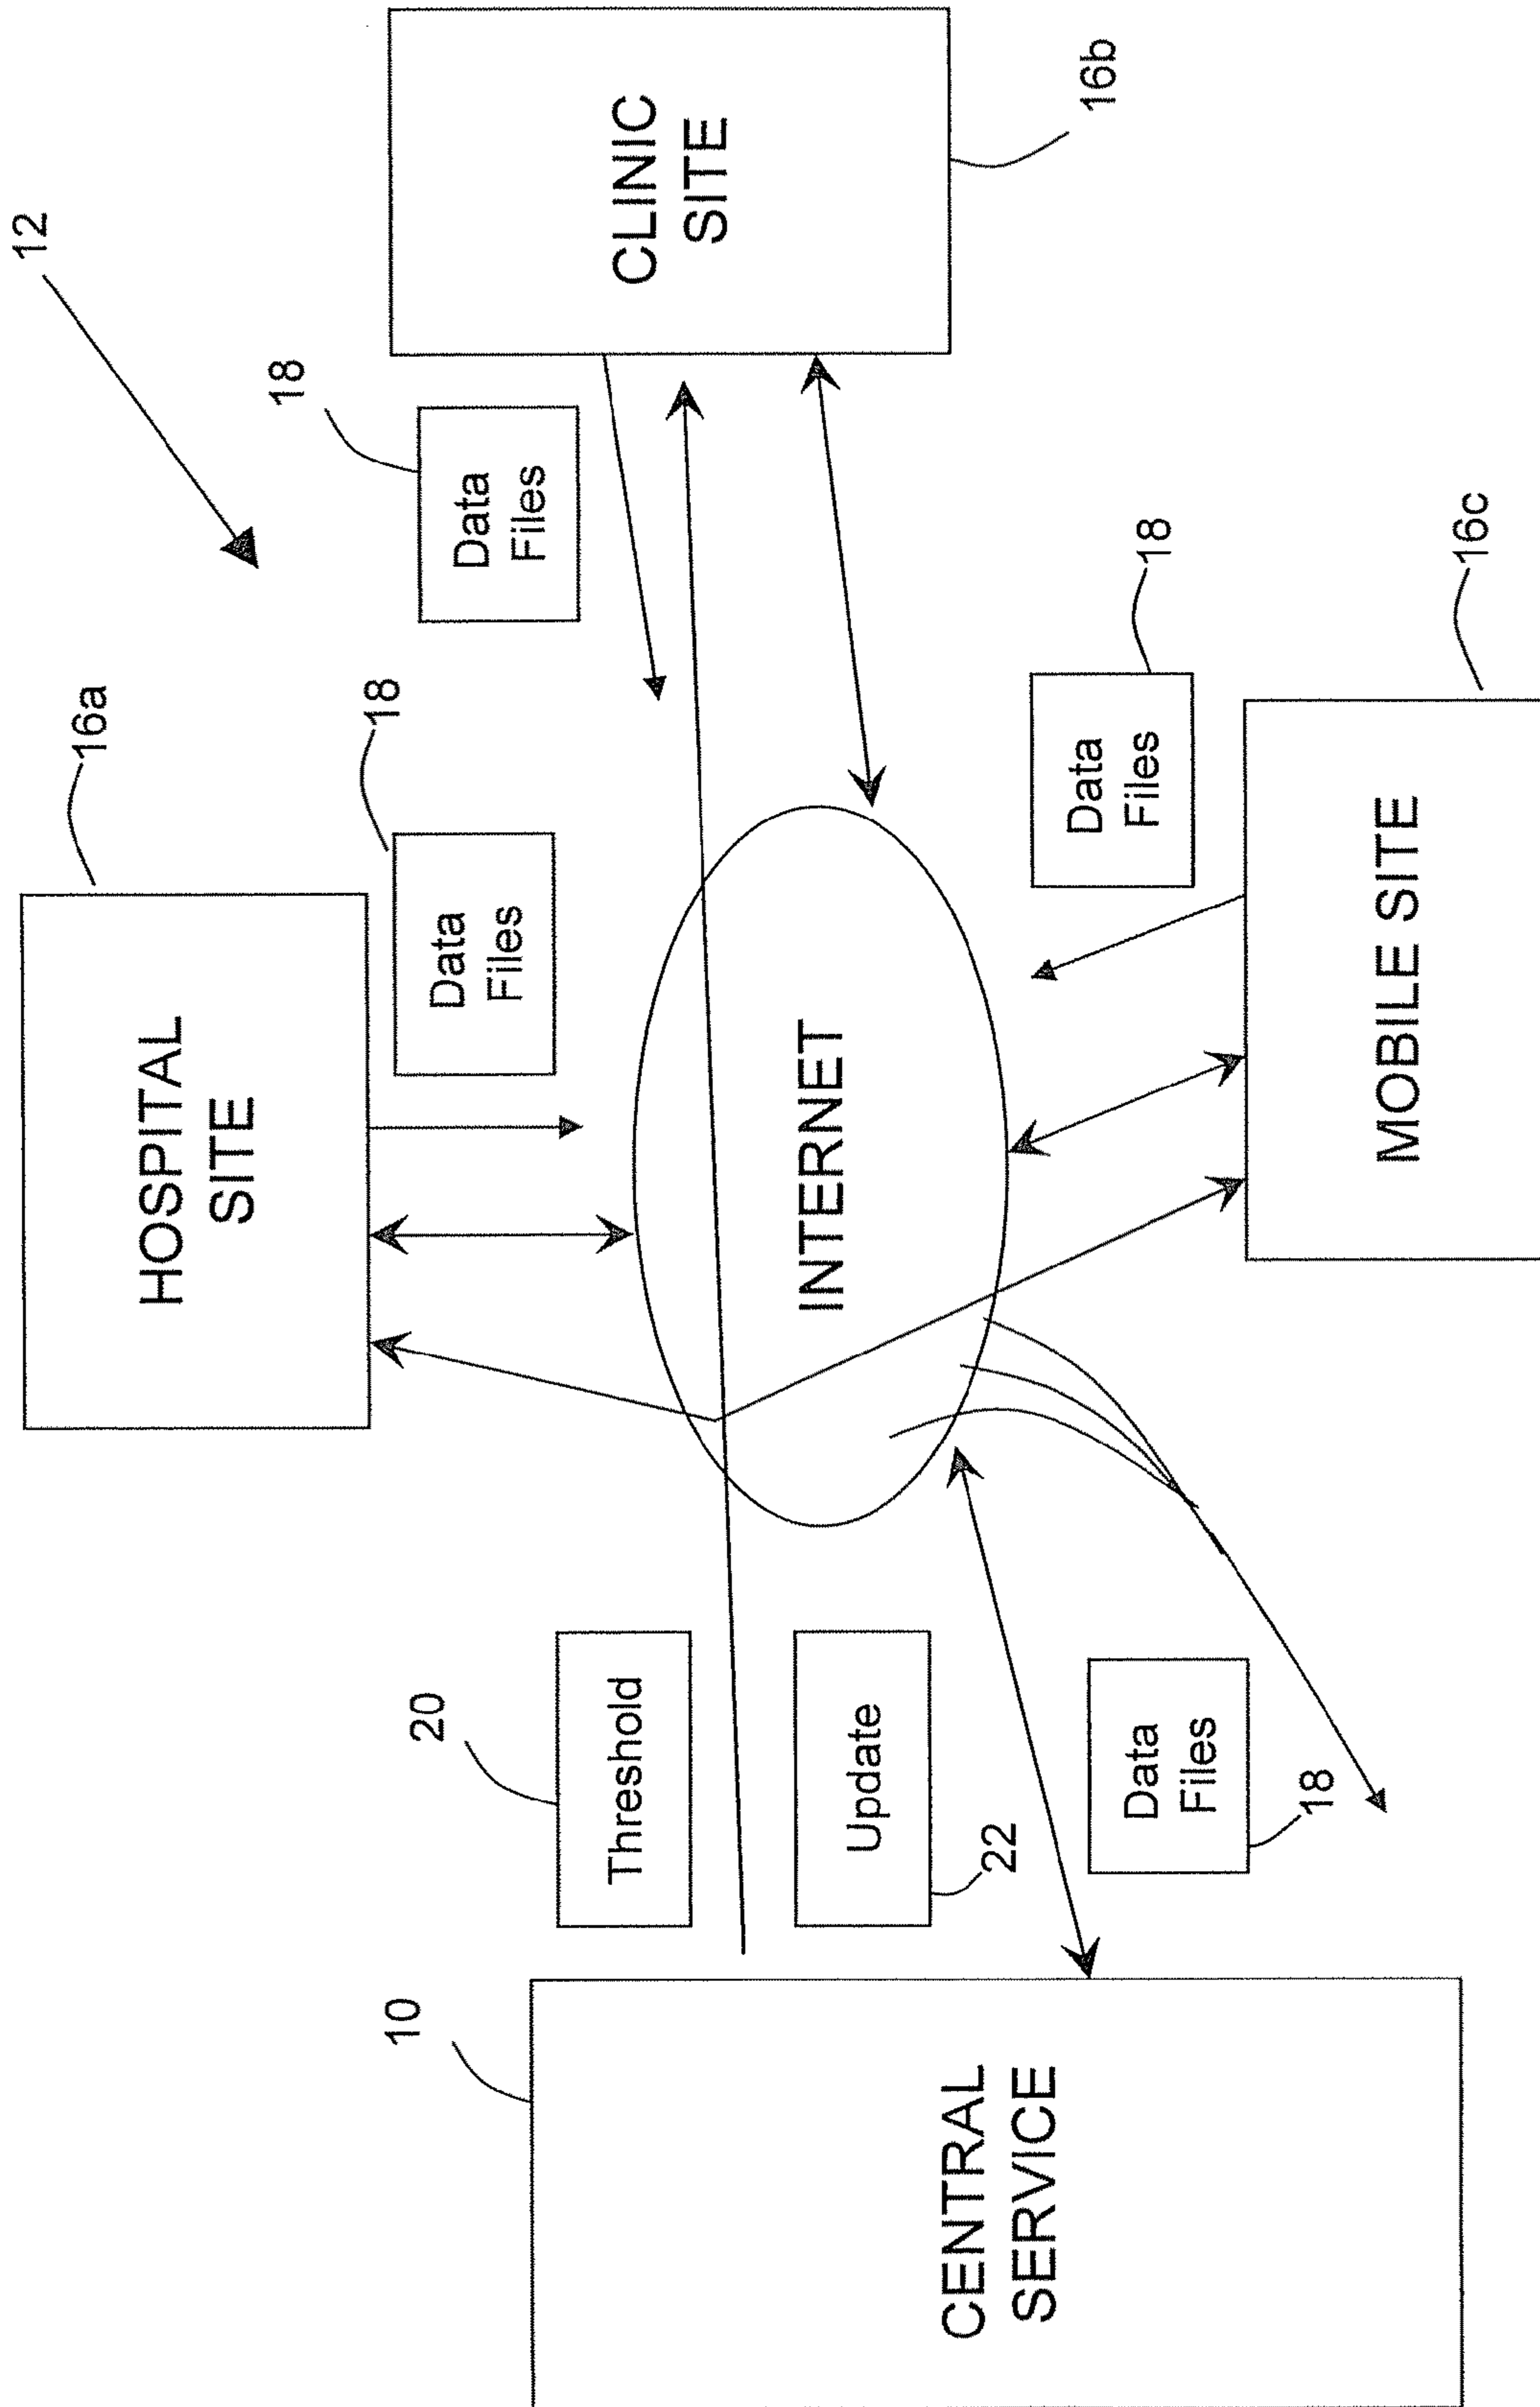 12
16a
HOSPITAL
SITE
18
Data
Files
18
Data
Files
CLINIC
SITE
16b
20
Threshold
INTERNET
10
CENTRAL
SERVICE
Update
22
Data
Files
18
18
Data
Files
MOBILE SITE
16c